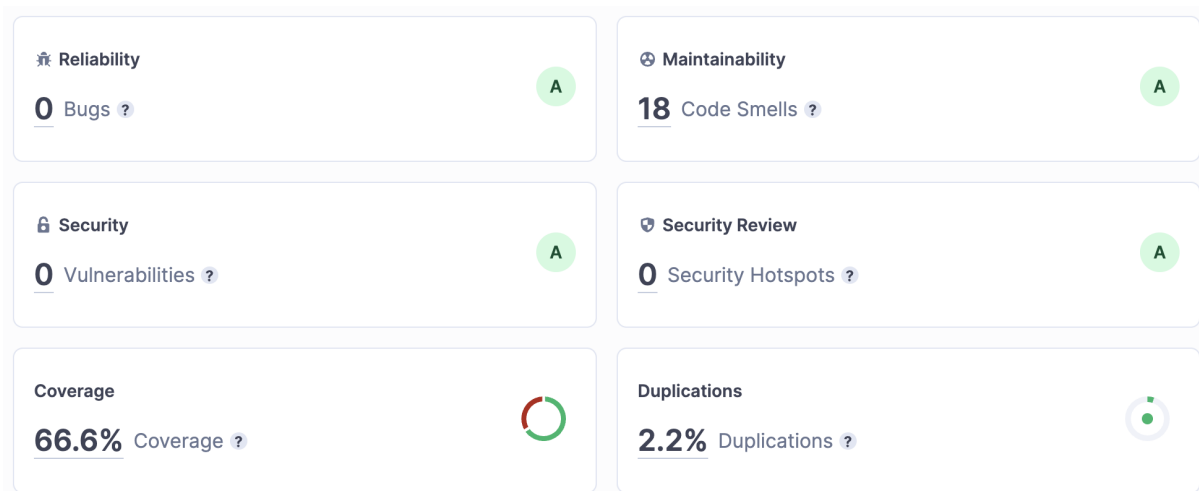 Reliability
A
0 Bugs ?
Maintainability
A
18 Code Smells ?
Security
A
0 Vulnerabilities ?
Security Review
A
0 Security Hotspots ?
Coverage
66.6% Coverage ?
Duplications
2.2% Duplications ?